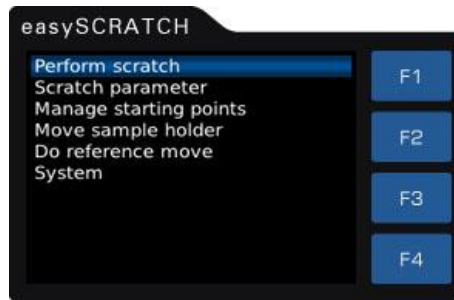 easySCRATCH
Perform scratch
Scratch parameter
Manage starting points
Move sample holder
Do reference move
System
F1
F2
F3
F4